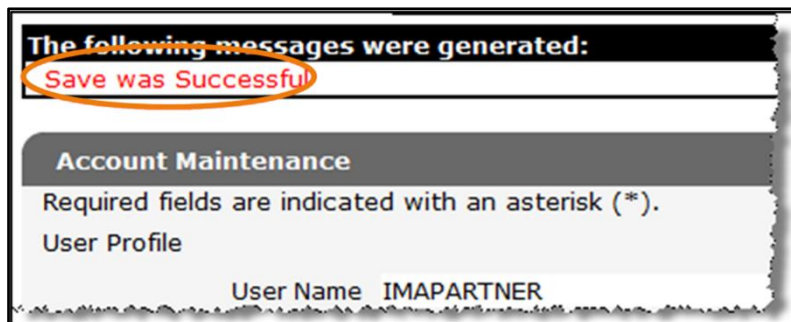 The following messages were generated:
Save was Successful
Account Maintenance
Required fields are indicated with an asterisk (*).
User Profile
User Name IMAPARTNER